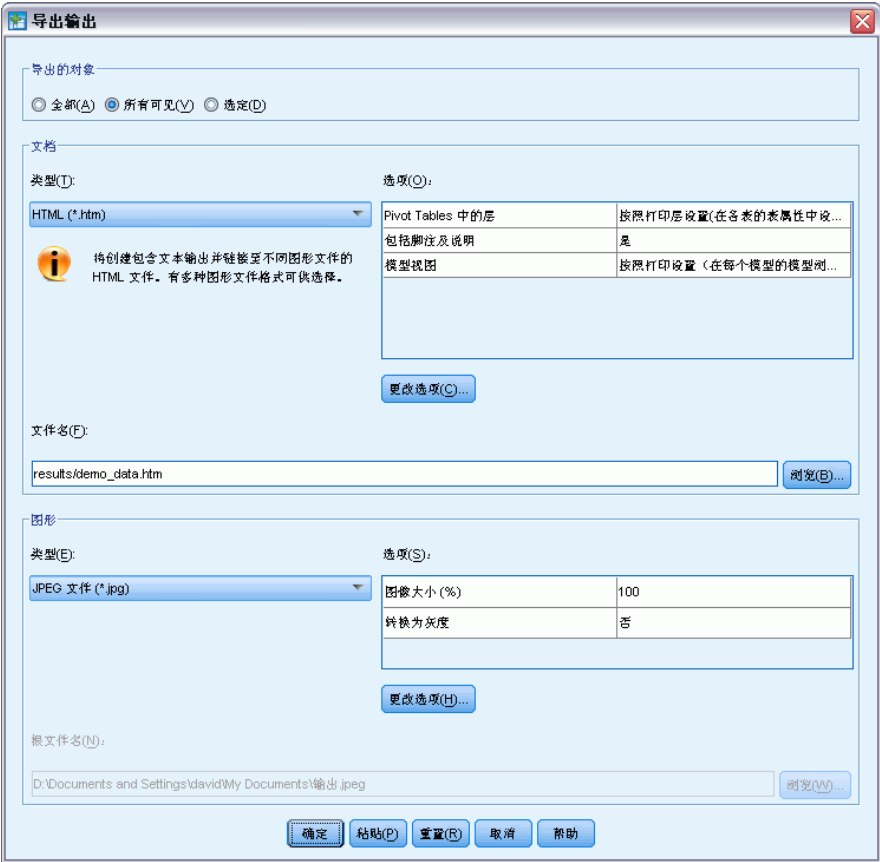 导出输出
导出的对象
全部(A) 所有可见(V) 选定(D)
文档
类型(T):
选项(O):
HTML (*.htm)
Pivot Tables 中的层 按照打印层设置(在各表的表属性中设...
包括脚注及说明 是
模型视图 按照打印设置（在每个模型的模型浏...
将创建包含文本输出并链接至不同图形文件的
HTML 文件。有多种图形文件格式可供选择。
更改选项(C)...
文件名(F):
results/demo_data.htm
浏览(B)...
图形
类型(E):
选项(S):
JPEG 文件 (*.jpg)
图像大小 (%) 100
转换为灰度 否
更改选项(H)...
根文件名(N):
D:\Documents and Settings\david\My Documents\输出.jpeg
浏览(W)...
确定 粘贴(P) 重置(R) 取消 帮助